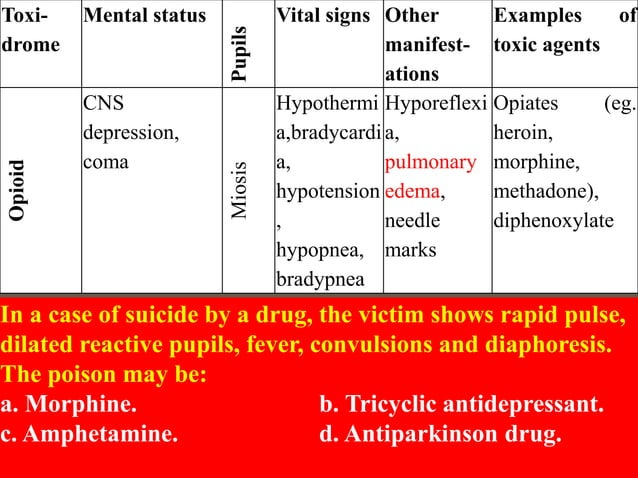 Toxi-
drome
Mental status
Pupils
Vital signs
Other
manifest-
ations
Examples of
toxic agents
Opioid
CNS
depression,
coma
Miosis
Hypothermi
a,bradycardi
a,
hypotension
,
hypopnea,
bradypnea
Hyporeflexi
a,
pulmonary
edema,
needle
marks
Opiates (eg.
heroin,
morphine,
methadone),
diphenoxylate
In a case of suicide by a drug, the victim shows rapid pulse,
dilated reactive pupils, fever, convulsions and diaphoresis.
The poison may be:
a. Morphine. b. Tricyclic antidepressant.
c. Amphetamine. d. Antiparkinson drug.